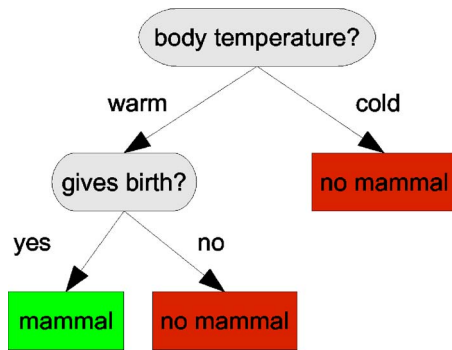 body temperature?
warm
cold
gives birth?
no mammal
yes
no
mammal
no mammal